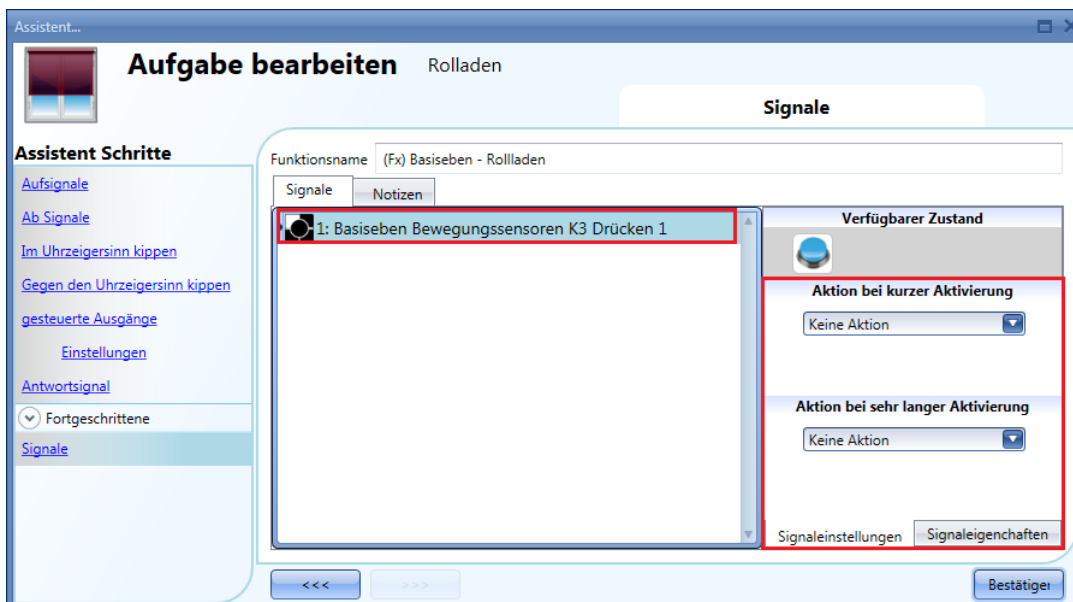 Assistent...
Aufgabe bearbeiten Rolladen
Signale
Assistent Schritte
Aufsignale
Ab Signale
Im Uhrzeigersinn kippen
Gegen den Uhrzeigersinn kippen
gesteuerte Ausgänge
Einstellungen
Antwortsignal
Fortgeschrittene
Signale
Funktionsname (Fx) Basiseben - Rollladen
Signale Notizen
1: Basiseben Bewegungssensoren K3 Drücken 1
Verfügbarer Zustand
Aktion bei kurzer Aktivierung
Keine Aktion
Aktion bei sehr langer Aktivierung
Keine Aktion
Signaleinstellungen Signaleigenchaften
<<< >>> Bestätiger